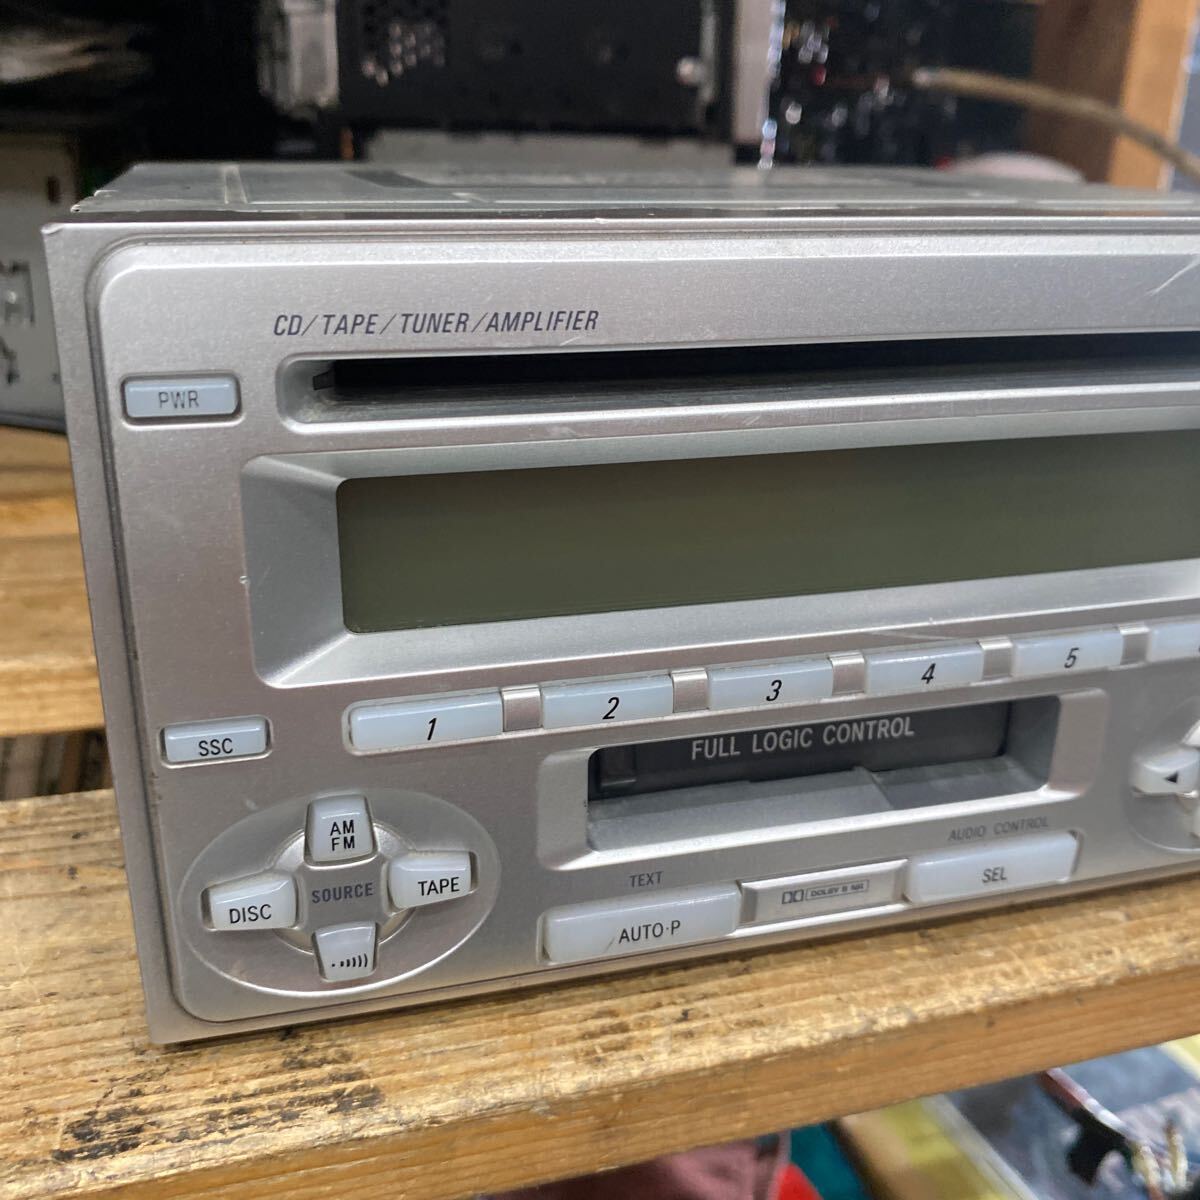 CD/TAPE/TUNER/AMPLIFIER
PWR
1 2 3 4 5
SSC
FULL LOGIC CONTROL
AM
FM
DISC SOURCE TAPE
AUDIO CONTROL
TEXT
AUTO·P
DOLBY B NR
SEL